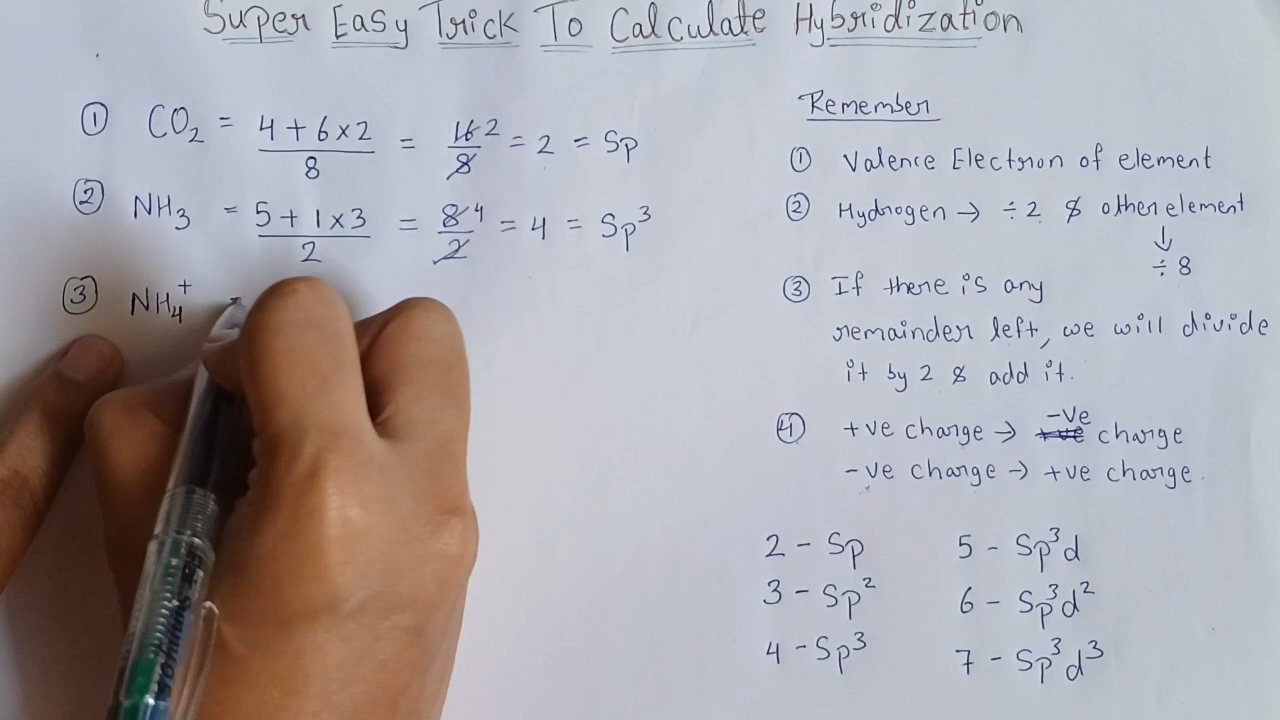 Super Easy Trick To Calculate Hybridization
① CO₂ = 4+6×2 / 8 = 16 2 / 8 = 2 = Sp
② NH₃ = 5+1×3 / 2 = 8 4 / 2 = 4 = Sp³
③ NH₄⁺
Remember
① Valence Electron of element
② Hydrogen → ÷2 & other element
↓
÷ 8
③ If there is any
remainder left, we will divide
it by 2 & add it.
④ +ve charge → -ve charge
-ve charge → +ve charge.
2 - Sp
3 - Sp²
4 - Sp³
5 - Sp³d
6 - Sp³d²
7 - Sp³d³